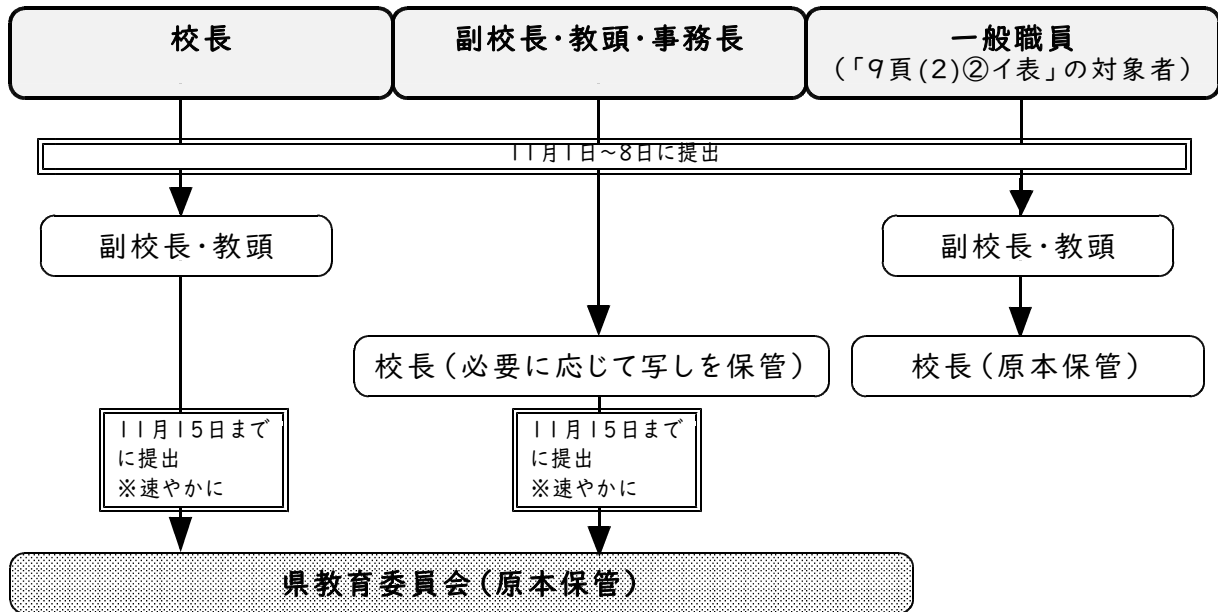 校長
副校長・教頭・事務長
一般職員
（「9頁(2)②イ表」の対象者）
11月1日～8日に提出
副校長・教頭
副校長・教頭
校長（必要に応じて写しを保管）
校長（原本保管）
11月15日まで
に提出
※速やかに
11月15日まで
に提出
※速やかに
県教育委員会（原本保管）